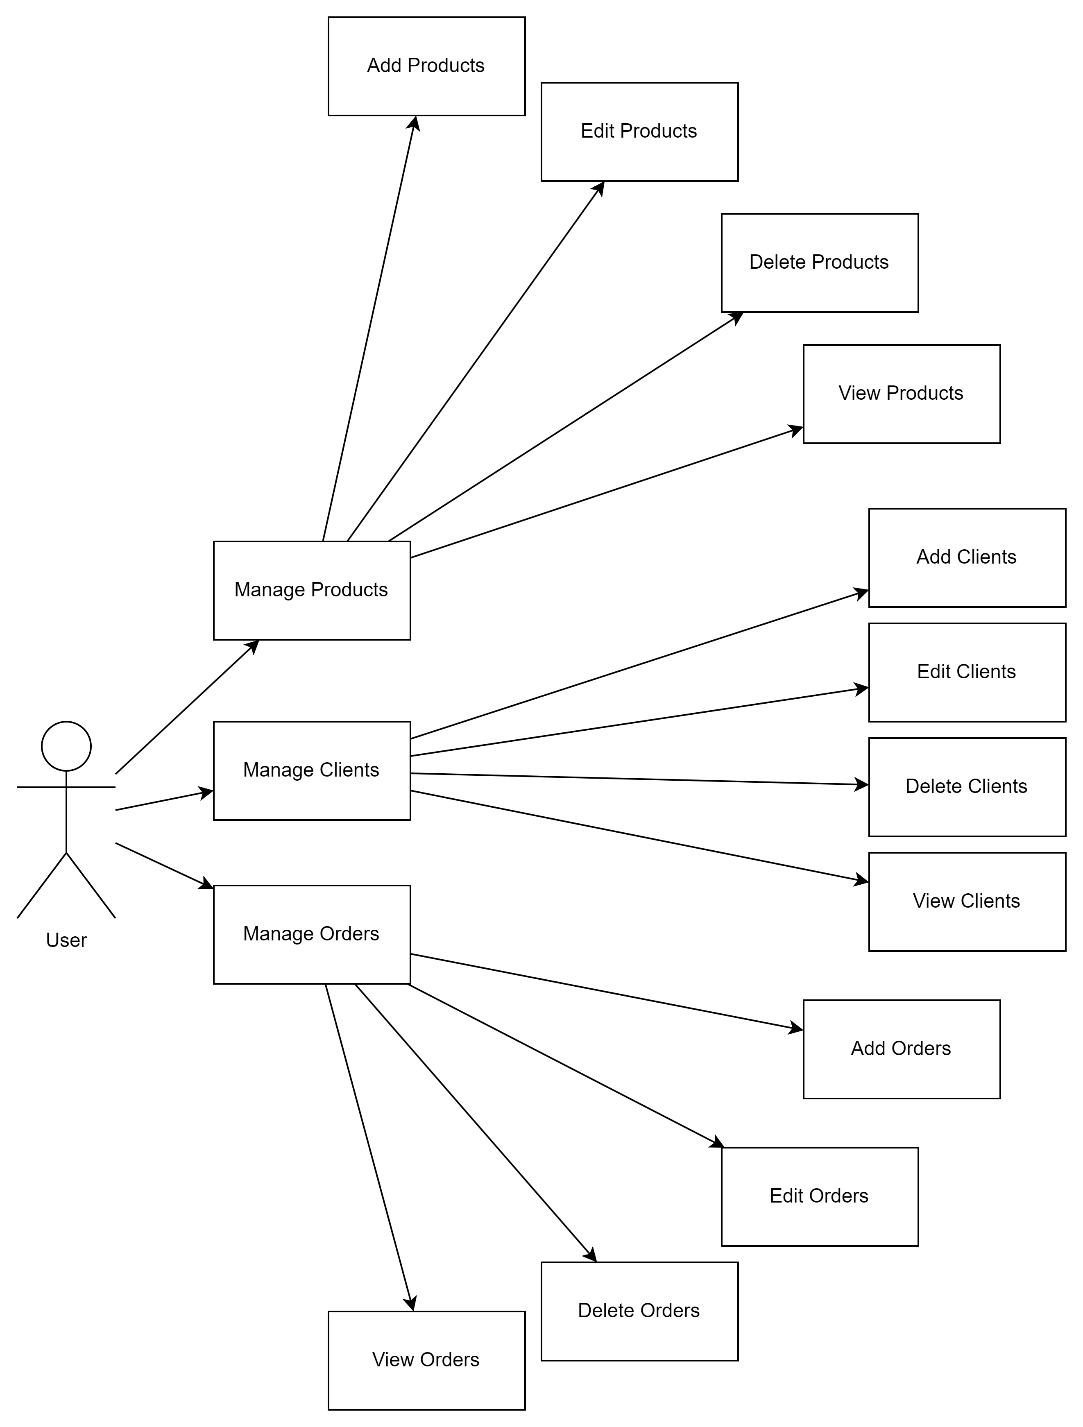 Add Products
Edit Products
Delete Products
View Products
Add Clients
Manage Products
Edit Clients
Manage Clients
Delete Clients
View Clients
Manage Orders
User
Add Orders
Edit Orders
Delete Orders
View Orders